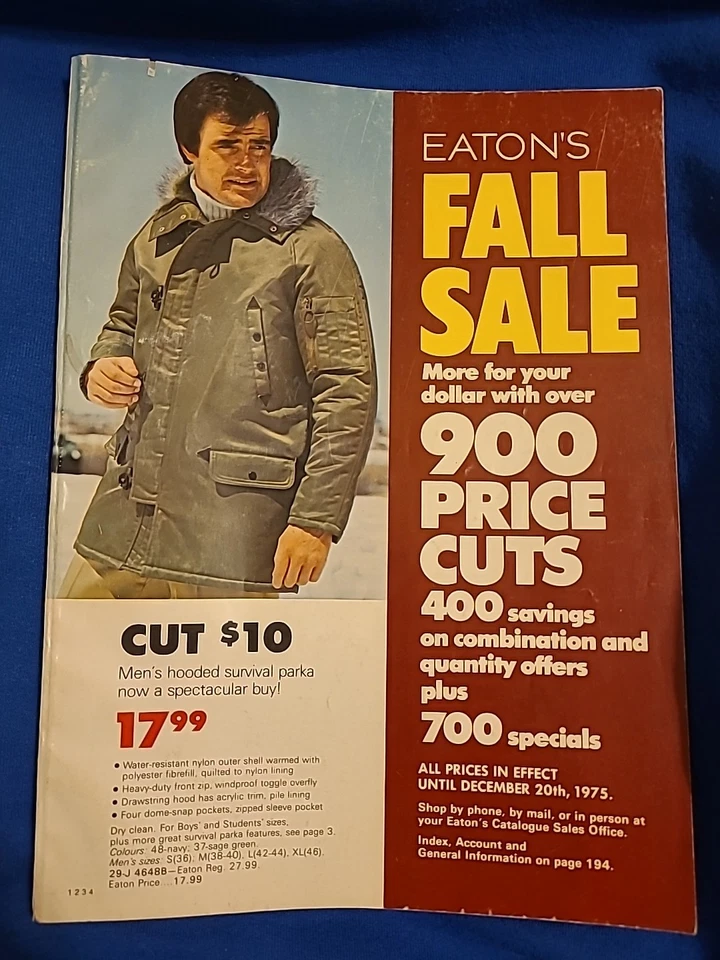 CUT $10
Men's hooded survival parka
now a spectacular buy!
17⁹⁹
• Water-resistant nylon outer shell warmed with
polyester fibrefill, quilted to nylon lining
• Heavy-duty front zip, windproof toggle overfly
• Drawstring hood has acrylic trim, pile lining
• Four dome-snap pockets, zipped sleeve pocket
Dry clean. For Boys' and Students' sizes,
plus more great survival parka features, see page 3.
Colours: 48-navy, 37-sage green.
Men's sizes: S(36), M(38-40), L(42-44), XL(46).
29-J 4648B—Eaton Reg. 27.99.
Eaton Price....17.99
1234
EATON'S
FALL
SALE
More for your
dollar with over
900
PRICE
CUTS
400 savings
on combination and
quantity offers
plus
700 specials
ALL PRICES IN EFFECT
UNTIL DECEMBER 20th, 1975.
Shop by phone, by mail, or in person at
your Eaton's Catalogue Sales Office.
Index, Account and
General Information on page 194.